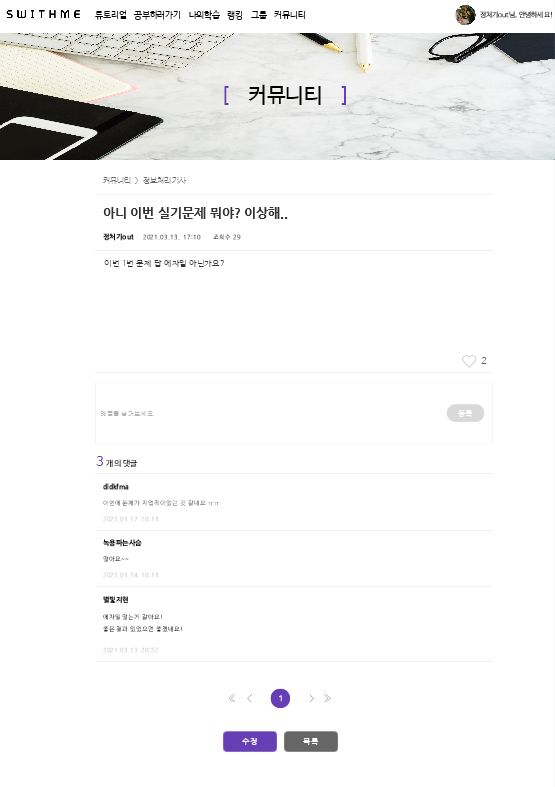 SWITHME 튜토리얼 공부하러가기 나의학습 랭킹 그룹 커뮤니티 정처기out님, 안녕하세요!
[ 커뮤니티 ]
커뮤니티 > 정보처리기사
아니 이번 실기문제 뭐야? 이상해..
정처기out 2021.03.13. 17:10 조회수 29
이번 1번 문제 답 애자일 아닌가요?
2
댓글을 남겨보세요
등록
3 개의 댓글
didkfma
이번에 문제가 지엽적이었던 것 같네요 ㅠㅠ
2021.03.17 10:13
녹용파는사슴
맞아요~~
2021.03.14 10:13
별빛지현
애자일 맞는거 같아요!
좋은 결과 있었으면 좋겠네요!
2021.03.13 20:52
1
수정 목록